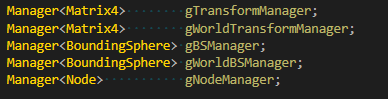 Manager<Matrix4>         gTransformManager;
Manager<Matrix4>         gWorldTransformManager;
Manager<BoundingSphere>  gBSManager;
Manager<BoundingSphere>  gWorldBSManager;
Manager<Node>            gNodeManager;